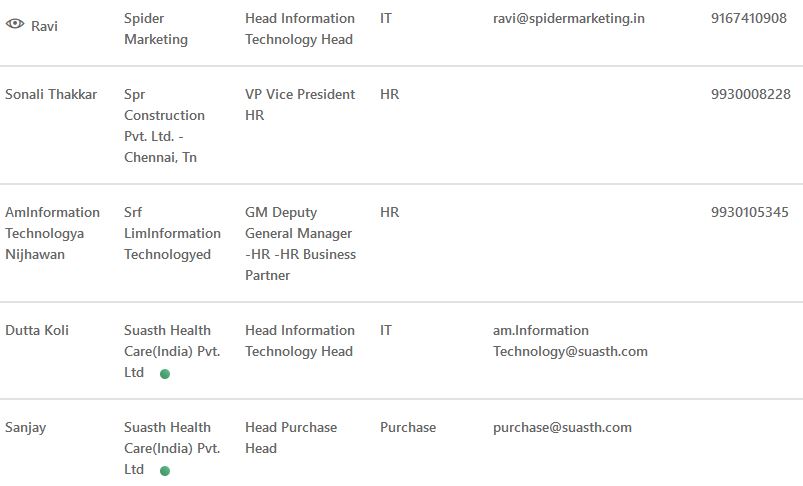 Ravi
Spider
Marketing
Head Information
Technology Head
IT
ravi@spidermarketing.in
9167410908
Sonali Thakkar
Spr
Construction
Pvt. Ltd. -
Chennai, Tn
VP Vice President
HR
HR
9930008228
AmInformation
Technologya
Nijhawan
Srf
LimInformation
Technologyed
GM Deputy
General Manager
-HR -HR Business
Partner
HR
9930105345
Dutta Koli
Suasth Health
Care(India) Pvt.
Ltd
Head Information
Technology Head
IT
am.Information
Technology@suasth.com
Sanjay
Suasth Health
Care(India) Pvt.
Ltd
Head Purchase
Head
Purchase
purchase@suasth.com